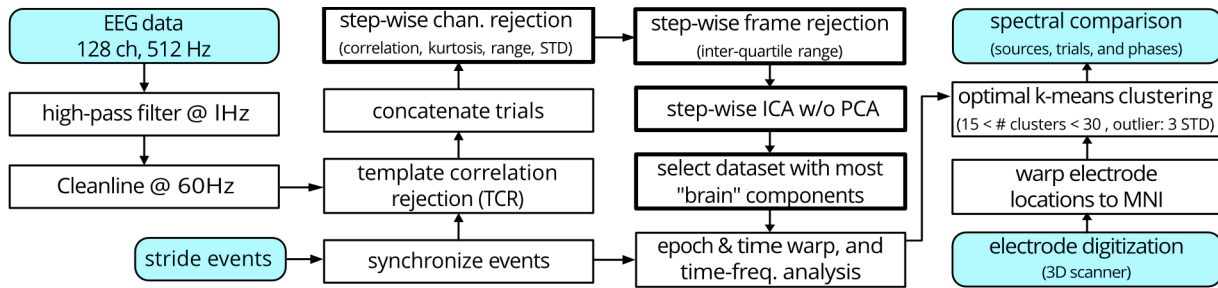 EEG data
128 ch, 512 Hz
high-pass filter @ lHz
Cleanline @ 60Hz
stride events
step-wise chan. rejection
(correlation, kurtosis, range, STD)
concatenate trials
template correlation
rejection (TCR)
synchronize events
step-wise frame rejection
(inter-quartile range)
step-wise ICA w/o PCA
select dataset with most
"brain" components
epoch & time warp, and
time-freq. analysis
spectral comparison
(sources, trials, and phases)
optimal k-means clustering
(15 < # clusters < 30 , outlier: 3 STD)
warp electrode
locations to MNI
electrode digitization
(3D scanner)